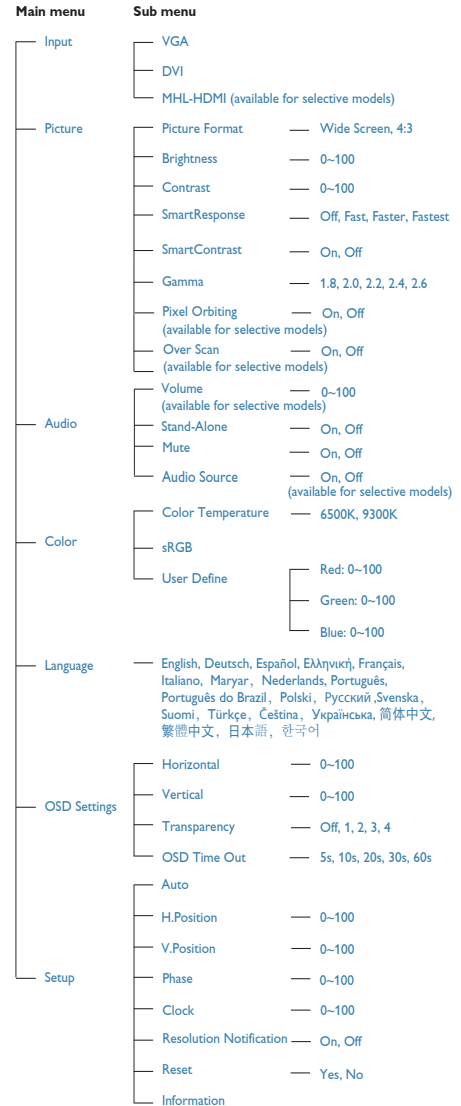 Main menu Sub menu
Input VGA
DVI
MHL-HDMI (available for selective models)
Picture Picture Format Wide Screen, 4:3
Brightness 0~100
Contrast 0~100
SmartResponse Off, Fast, Faster, Fastest
SmartContrast On, Off
Gamma 1.8, 2.0, 2.2, 2.4, 2.6
Pixel Orbiting On, Off
(available for selective models)
Over Scan On, Off
(available for selective models)
Volume 0~100
(available for selective models)
Audio Stand-Alone On, Off
Mute On, Off
Audio Source On, Off
(available for selective models)
Color Temperature 6500K, 9300K
Color sRGB
User Define Red: 0~100
Green: 0~100
Blue: 0~100
Language English, Deutsch, Español, Ελληνική, Français,
Italiano, Maryar, Nederlands, Português,
Português do Brazil, Polski, Русский ,Svenska,
Suomi, Türkçe, Čeština, Українська, 简体中文,
繁體中文, 日本語, 한국어
Horizontal 0~100
Vertical 0~100
OSD Settings
Transparency Off, 1, 2, 3, 4
OSD Time Out 5s, 10s, 20s, 30s, 60s
Auto
H.Position 0~100
V.Position 0~100
Setup Phase 0~100
Clock 0~100
Resolution Notification On, Off
Reset Yes, No
Information